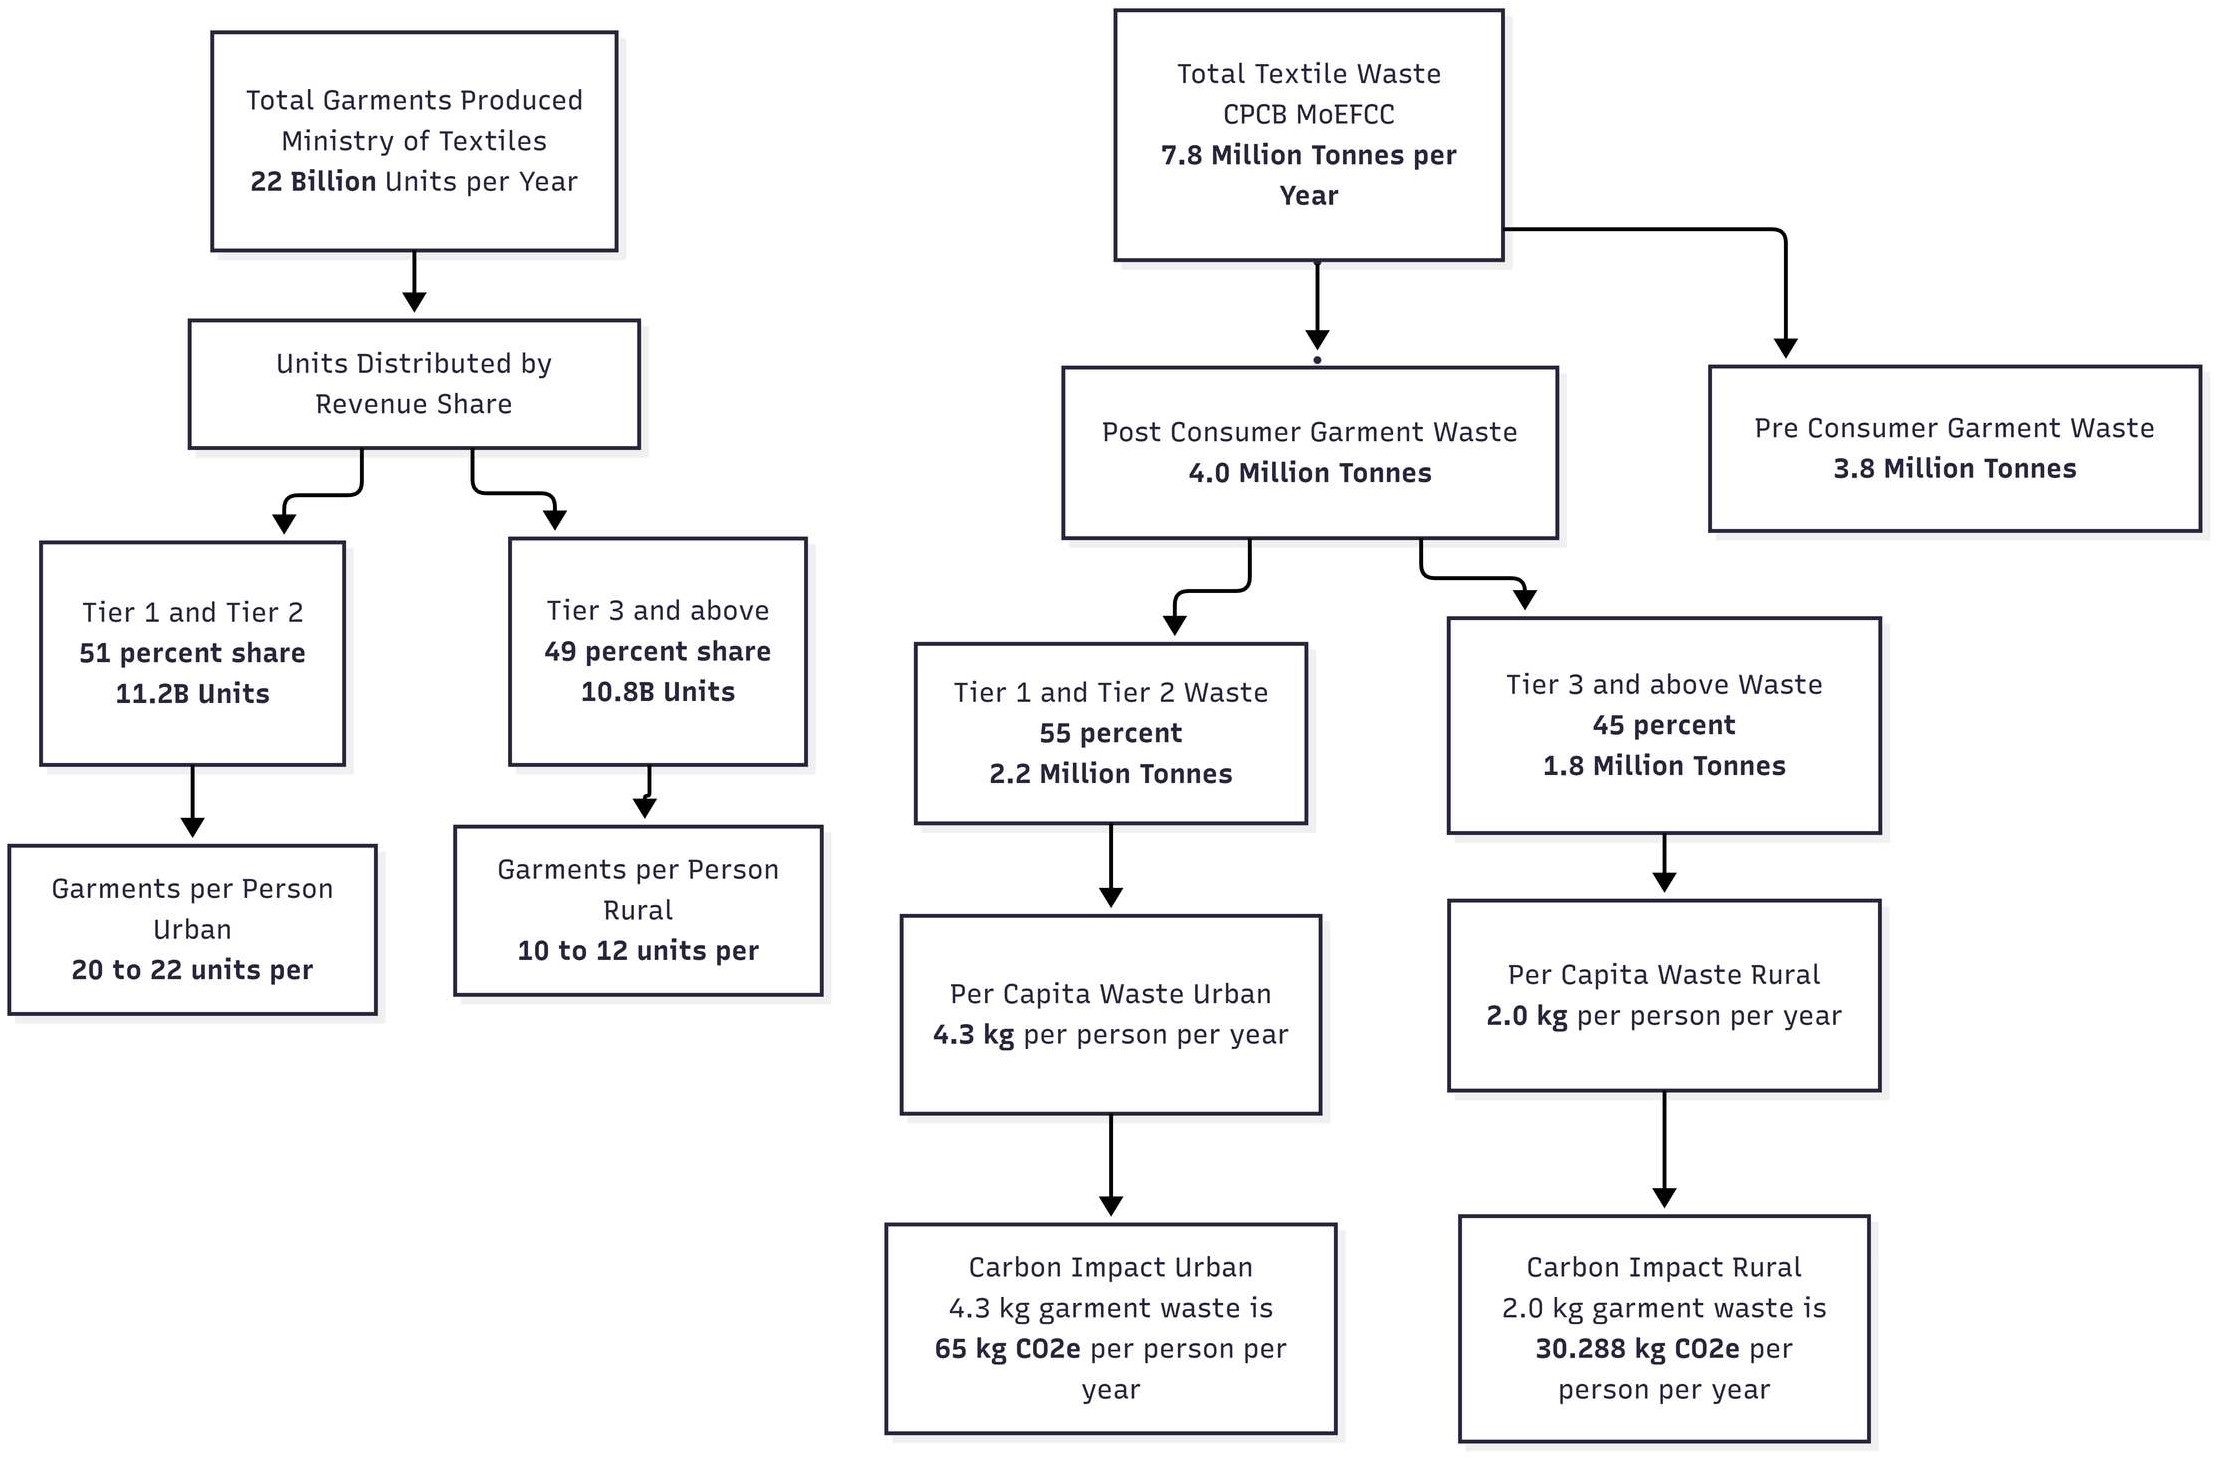 Total Garments Produced
Ministry of Textiles
22 Billion Units per Year
Units Distributed by
Revenue Share
Tier 1 and Tier 2
51 percent share
11.2B Units
Tier 3 and above
49 percent share
10.8B Units
Garments per Person
Urban
20 to 22 units per
Garments per Person
Rural
10 to 12 units per
Total Textile Waste
CPCB MoEFCC
7.8 Million Tonnes per
Year
Post Consumer Garment Waste
4.0 Million Tonnes
Pre Consumer Garment Waste
3.8 Million Tonnes
Tier 1 and Tier 2 Waste
55 percent
2.2 Million Tonnes
Tier 3 and above Waste
45 percent
1.8 Million Tonnes
Per Capita Waste Urban
4.3 kg per person per year
Per Capita Waste Rural
2.0 kg per person per year
Carbon Impact Urban
4.3 kg garment waste is
65 kg CO2e per person per
year
Carbon Impact Rural
2.0 kg garment waste is
30.288 kg CO2e per
person per year